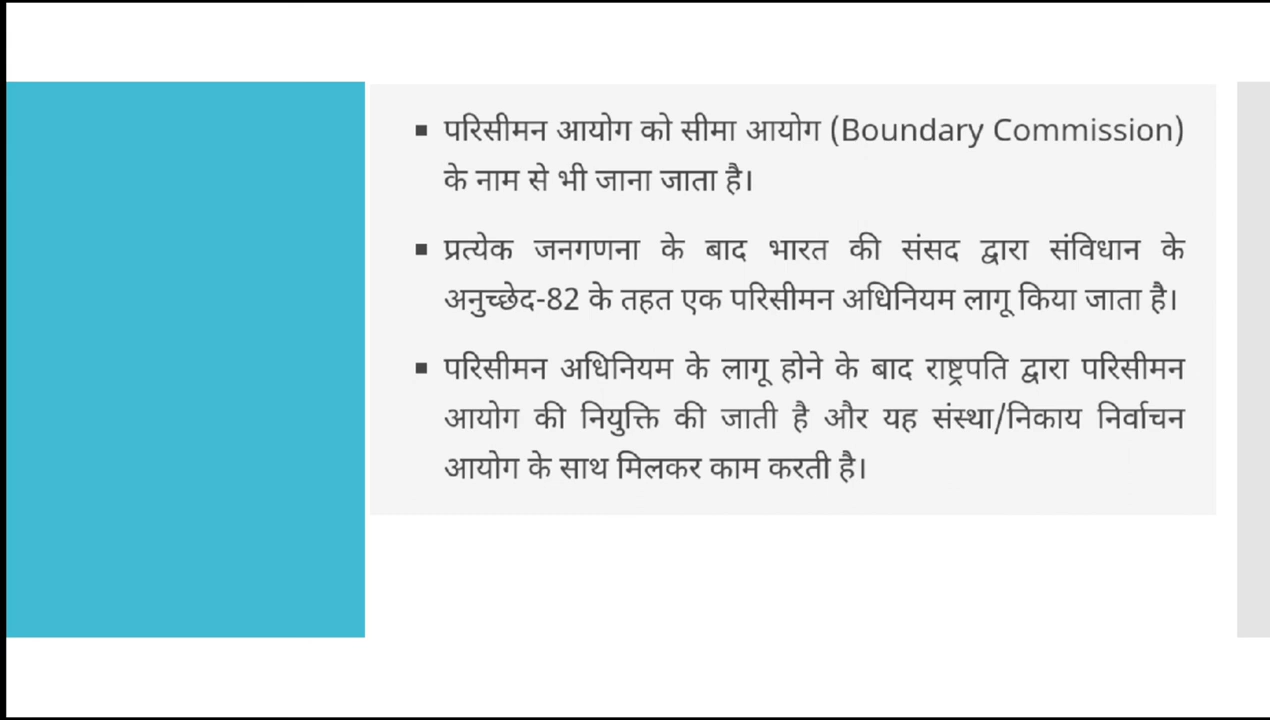 ▪ परिसीमन आयोग को सीमा आयोग (Boundary Commission)
के नाम से भी जाना जाता है।
▪ प्रत्येक जनगणना के बाद भारत की संसद द्वारा संविधान के
अनुच्छेद-82 के तहत एक परिसीमन अधिनियम लागू किया जाता है।
▪ परिसीमन अधिनियम के लागू होने के बाद राष्ट्रपति द्वारा परिसीमन
आयोग की नियुक्ति की जाती है और यह संस्था/निकाय निर्वाचन
आयोग के साथ मिलकर काम करती है।